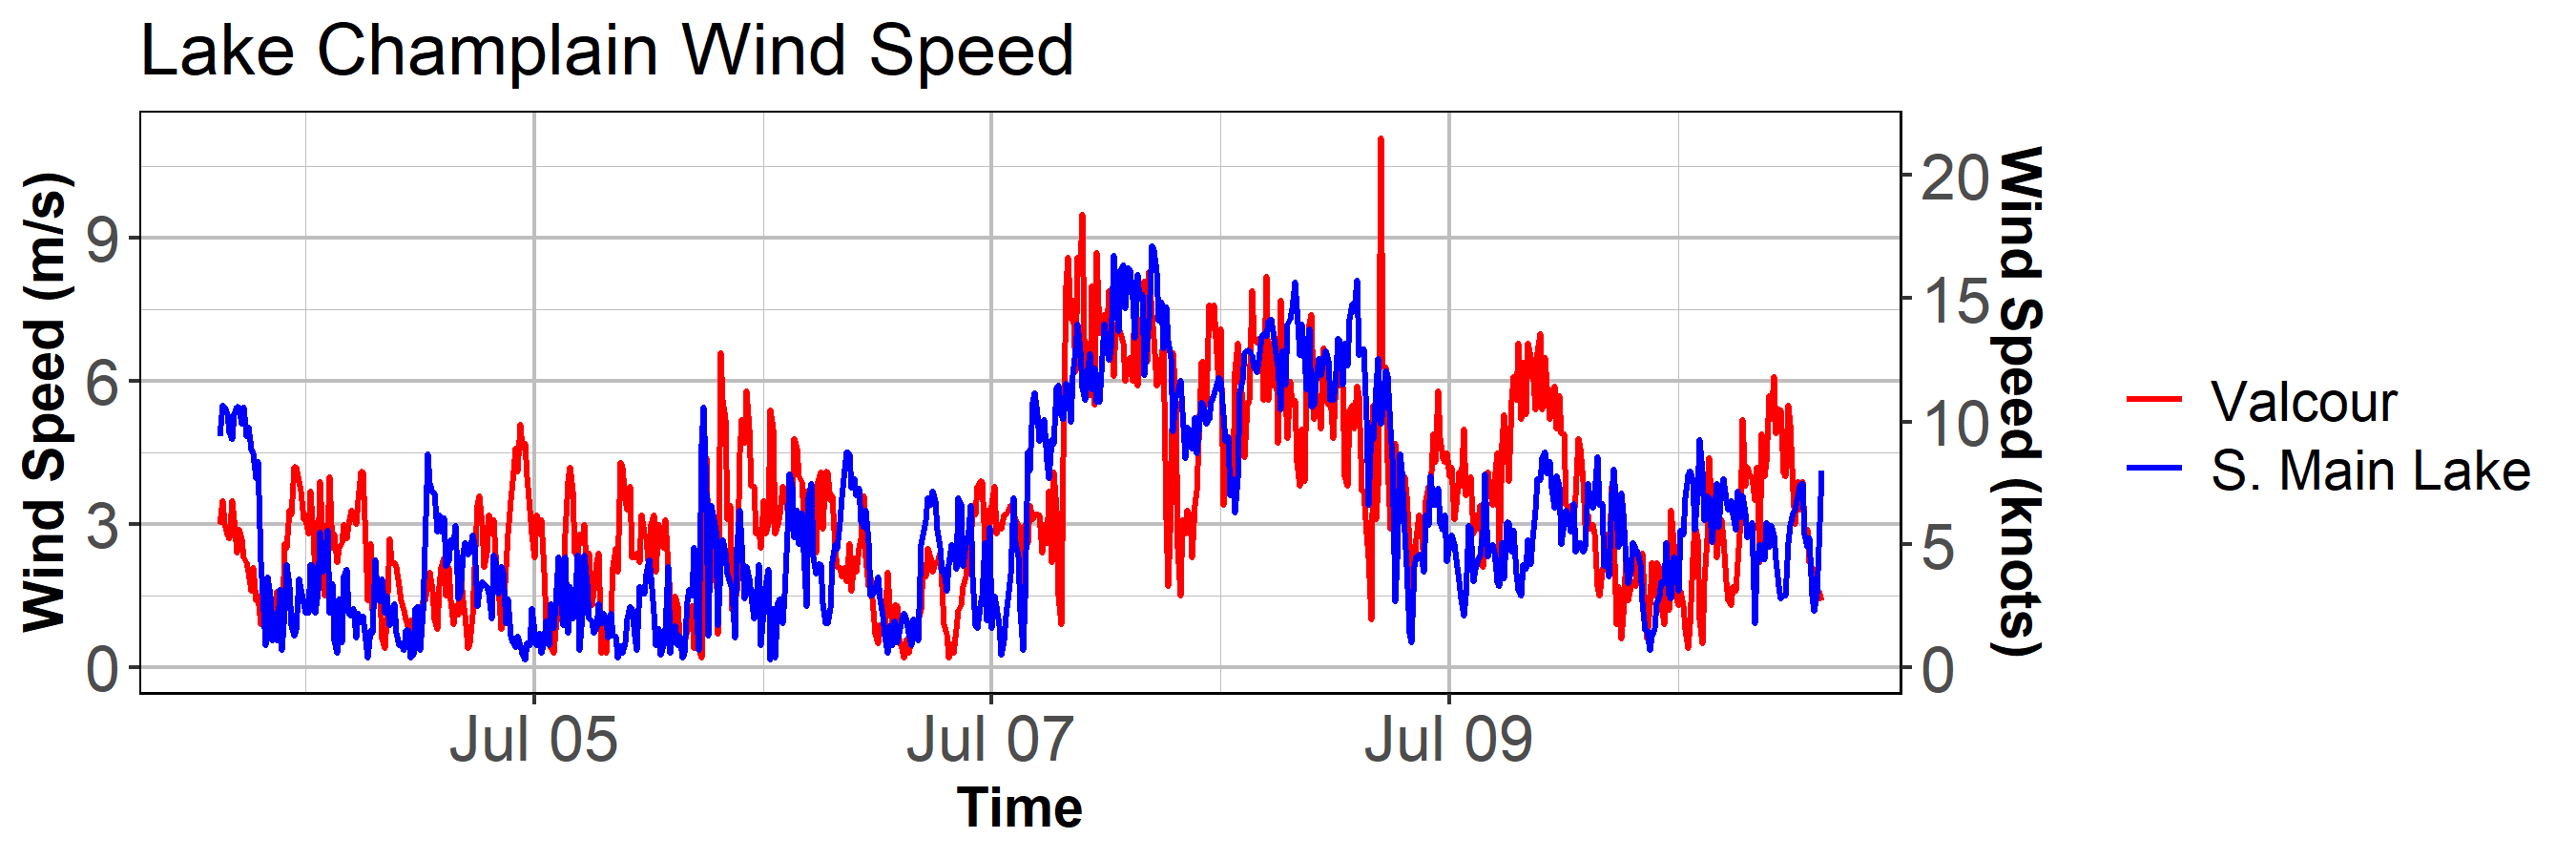 Lake Champlain Wind Speed
Wind Speed (m/s)
9
6
3
0
20
15
10
5
0
Wind Speed (knots)
Jul 05
Jul 07
Jul 09
Time
Valcour
S. Main Lake